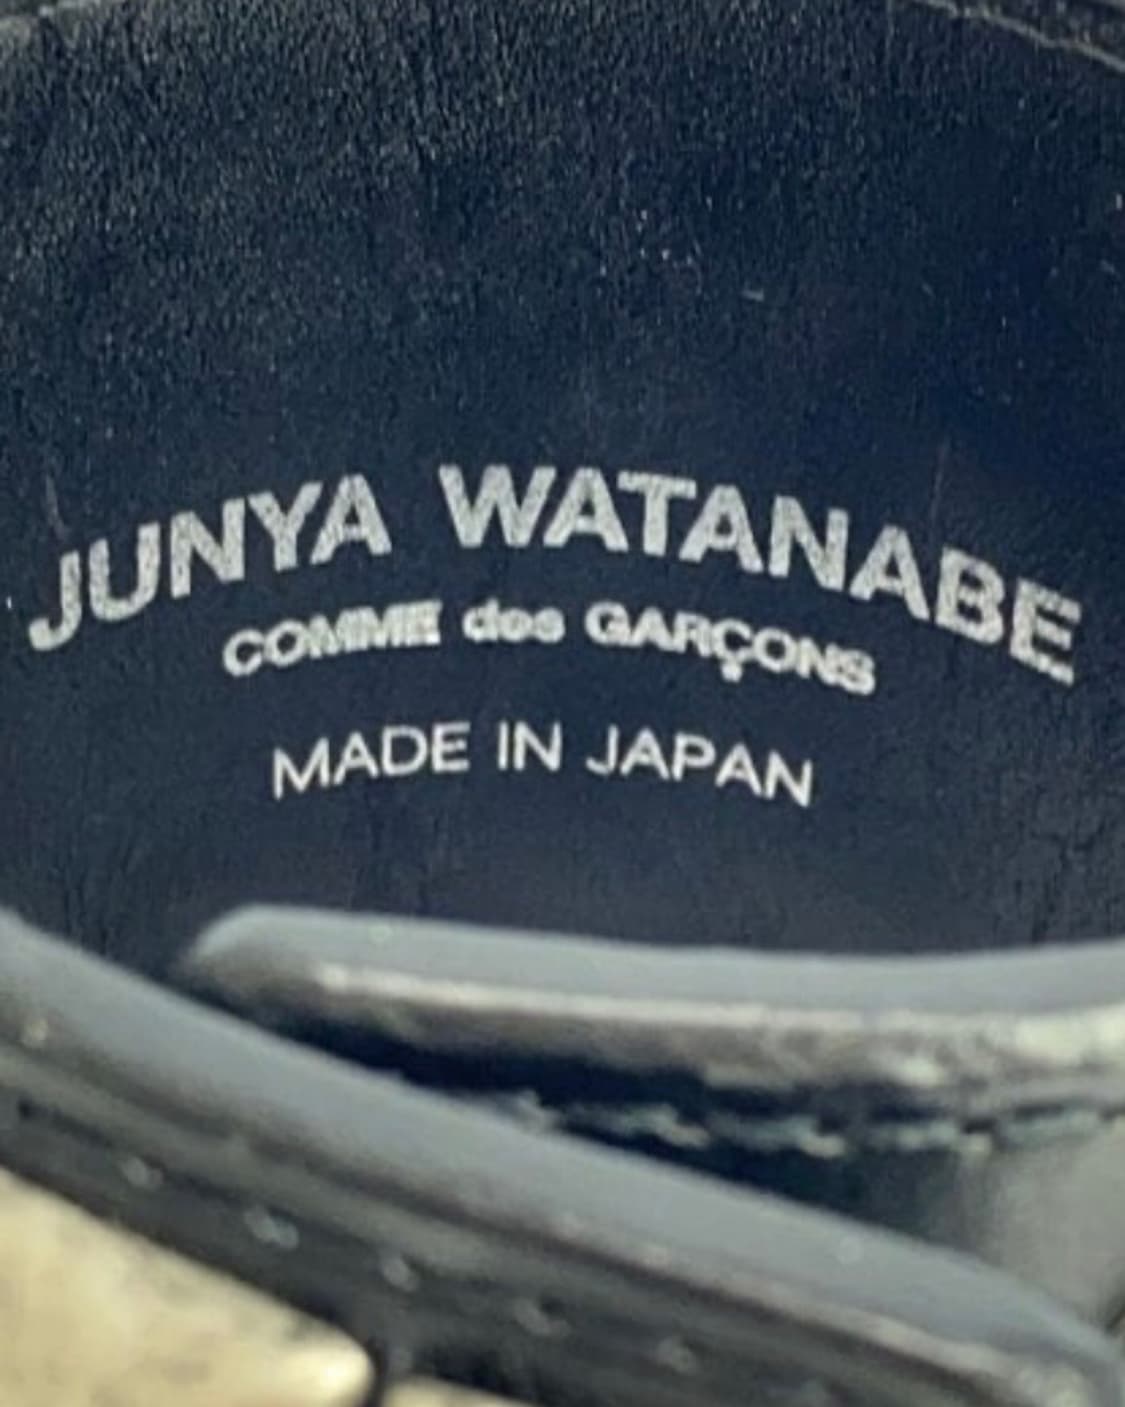 JUNYA WATANABE
COMME des GARÇONS
MADE IN JAPAN